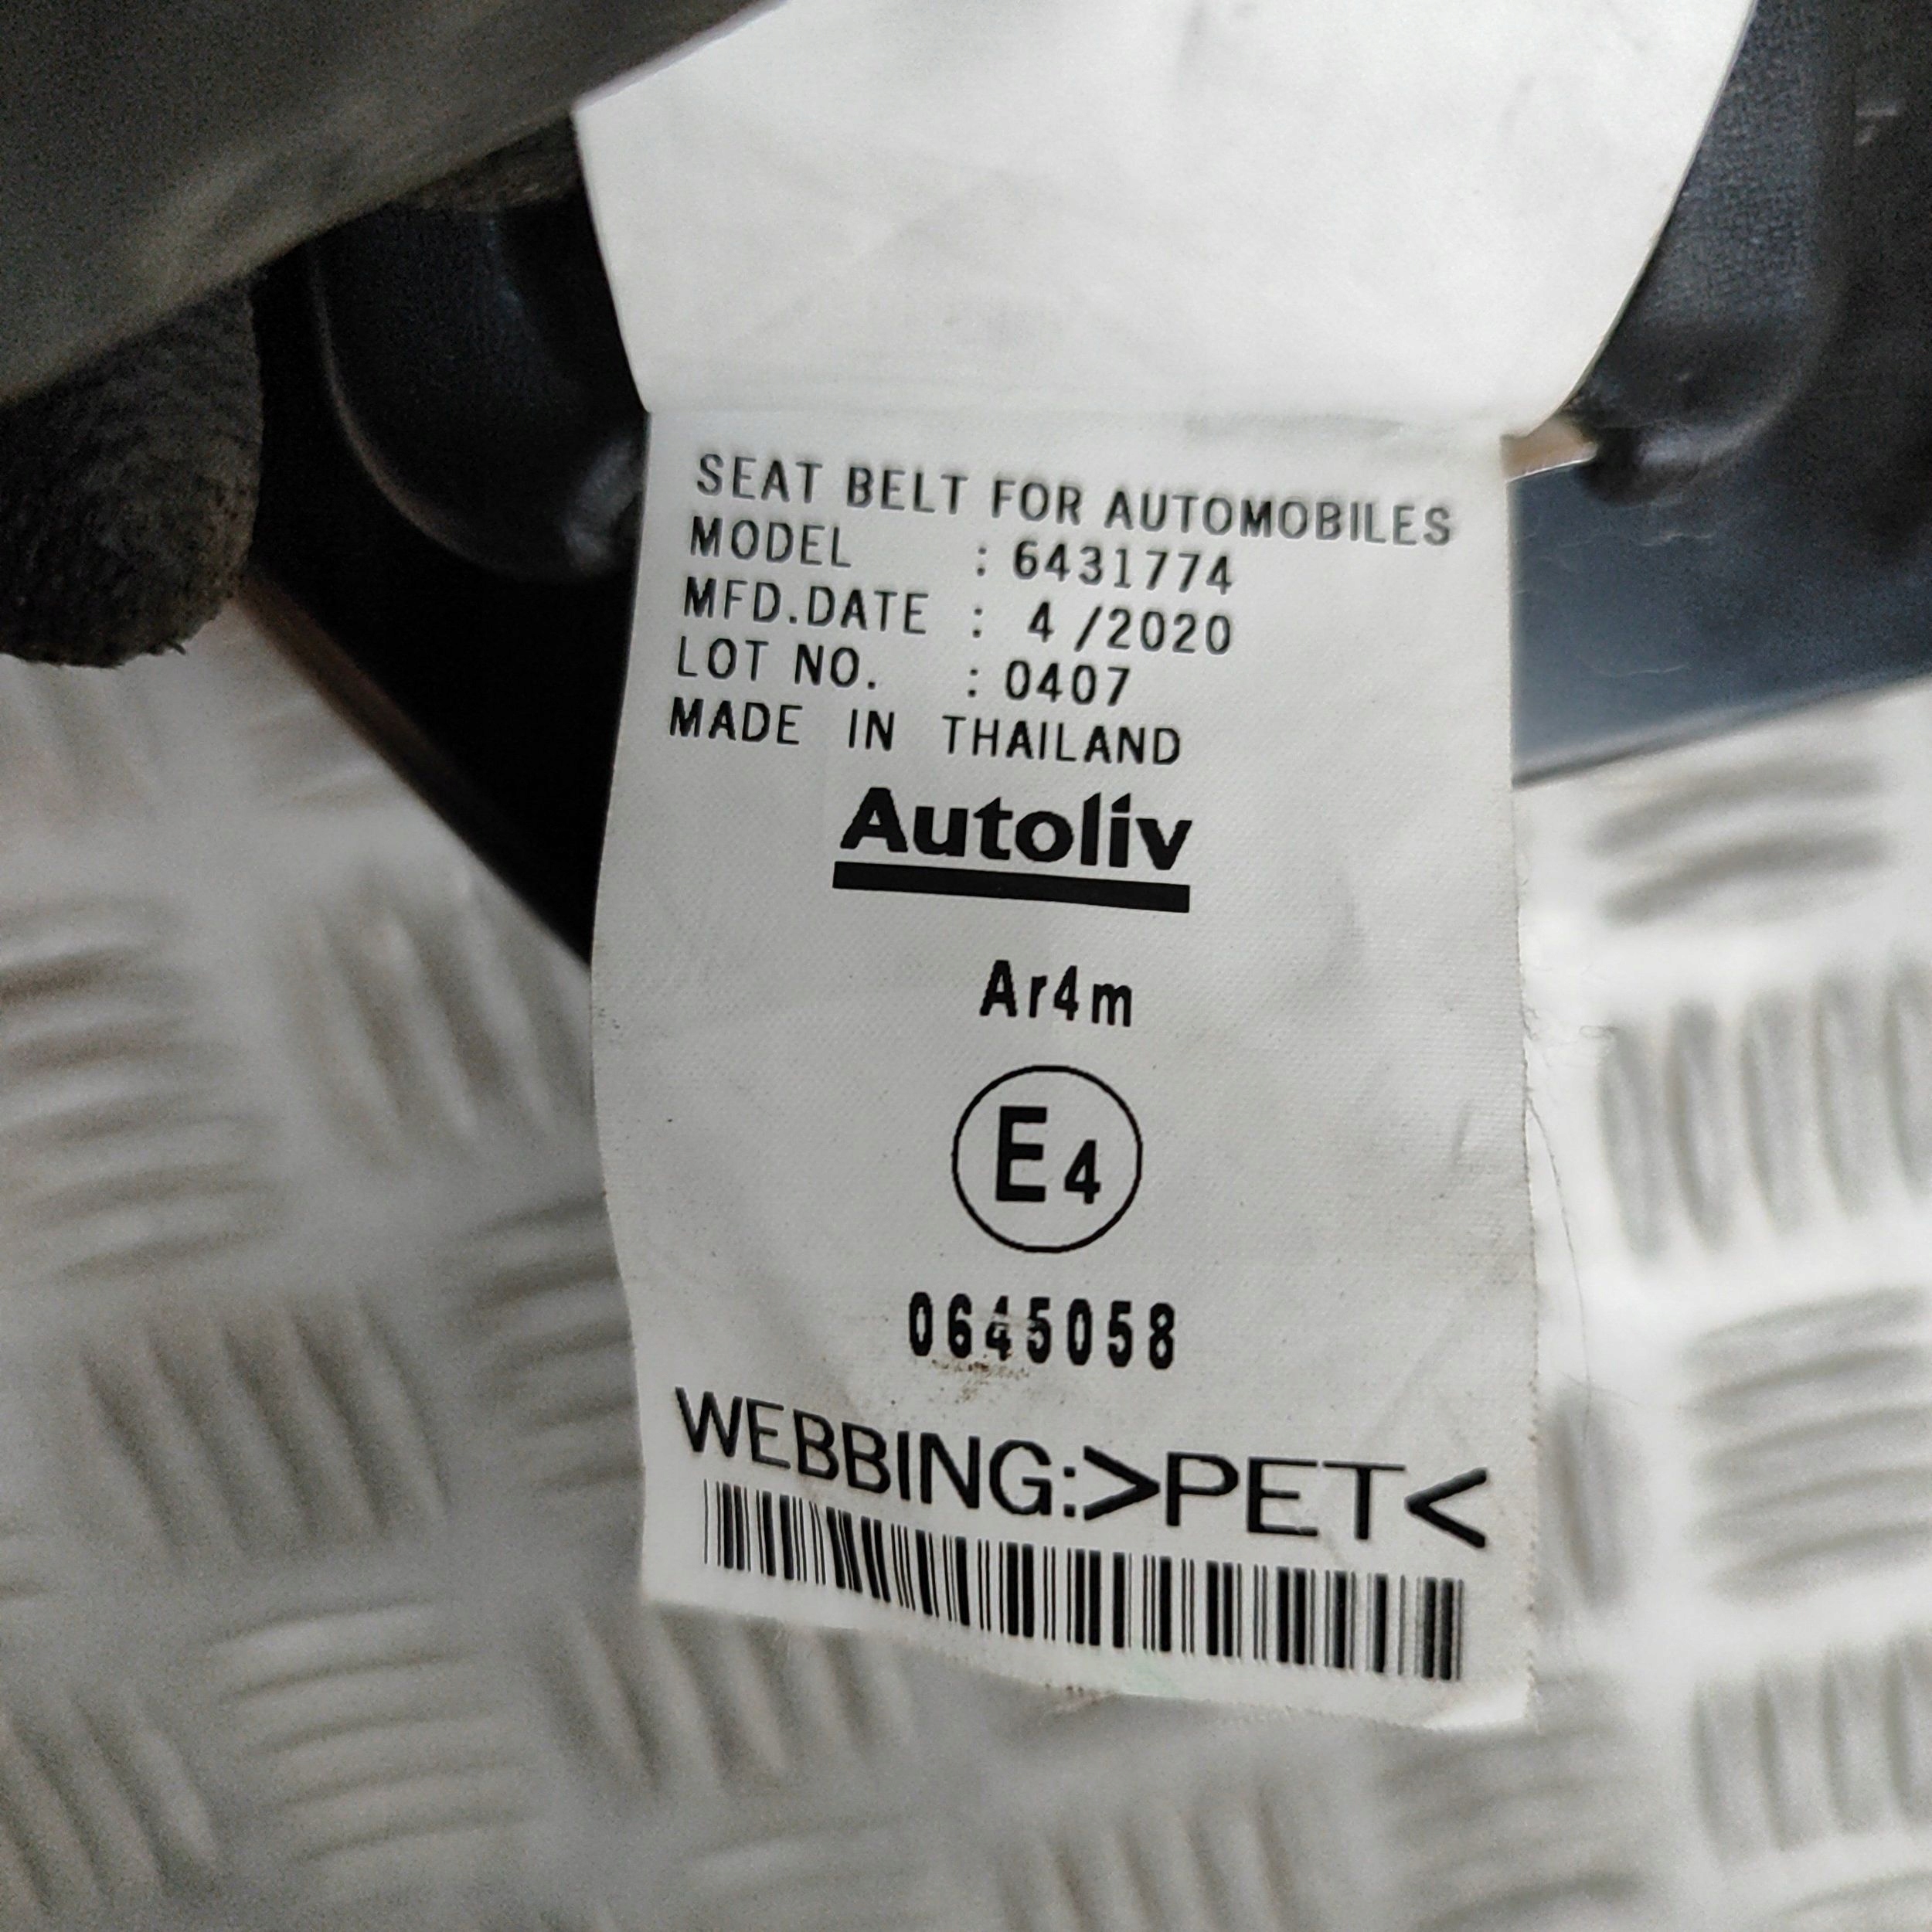 SEAT BELT FOR AUTOMOBILES
MODEL : 6431774
MFD.DATE : 4 /2020
LOT NO. : 0407
MADE IN THAILAND
Autoliv
Ar4m
E4
0645058
WEBBING:>PET<